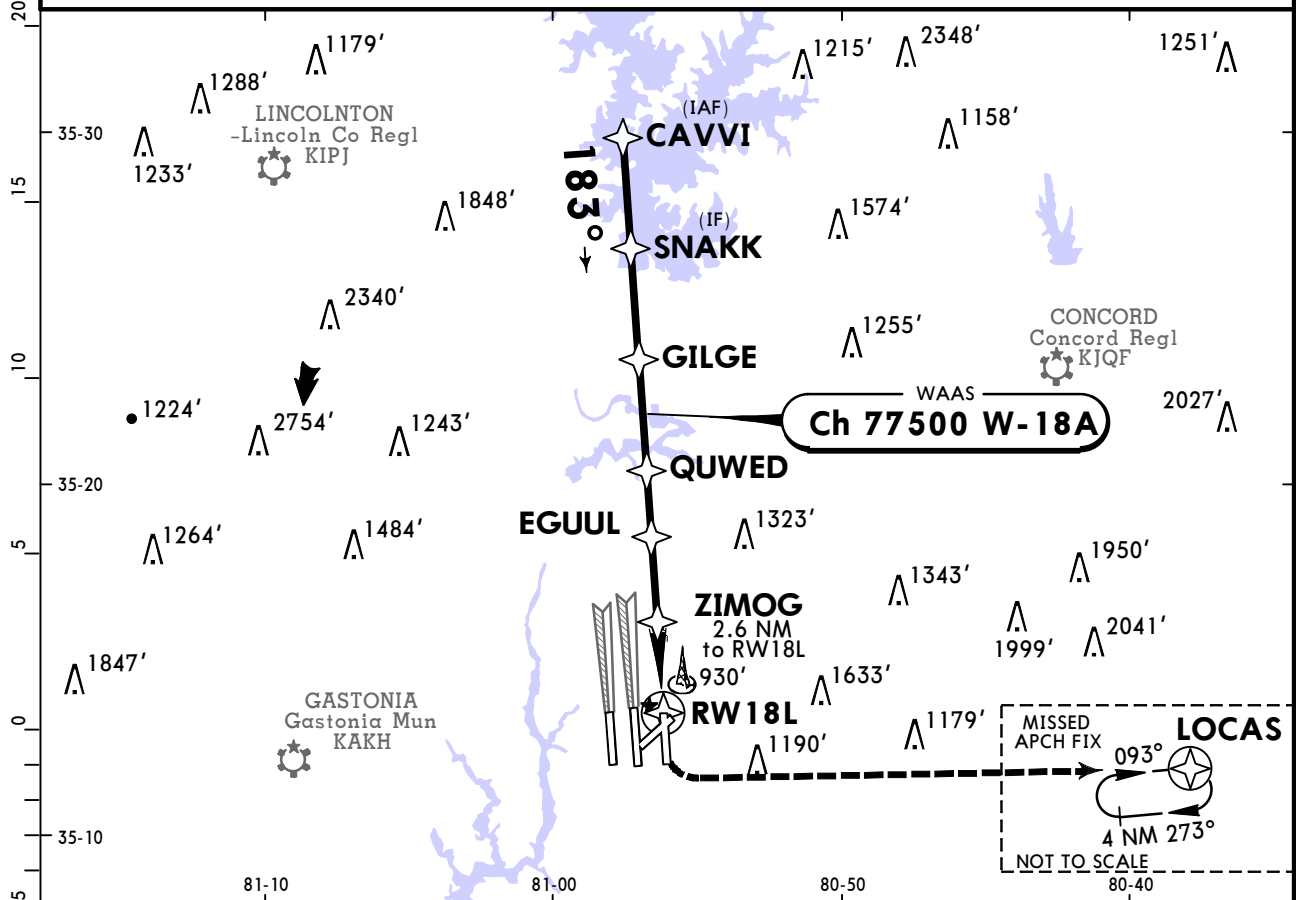 20
1179'
1215'
2348'
1251'
1288'
LINCOLNTON
-Lincoln Co Regl
KIPJ
(IAF)
CAVVI
1158'
35-30
1233'
183°
15
1848'
(IF)
SNAKK
1574'
2340'
1255'
CONCORD
Concord Regl
KJQF
GILGE
10
WAAS
Ch 77500 W-18A
1224'
2754'
1243'
2027'
QUWED
35-20
EGUUL
1323'
1264'
1484'
5
1950'
1343'
ZIMOG
2.6 NM
to RW18L
1999'
2041'
1847'
930'
1633'
GASTONIA
Gastonia Mun
KAKH
RW18L
1179'
0
MISSED
APCH FIX
LOCAS
1190'
093°
4 NM 273°
35-10
NOT TO SCALE
5
81-10
81-00
80-50
80-40